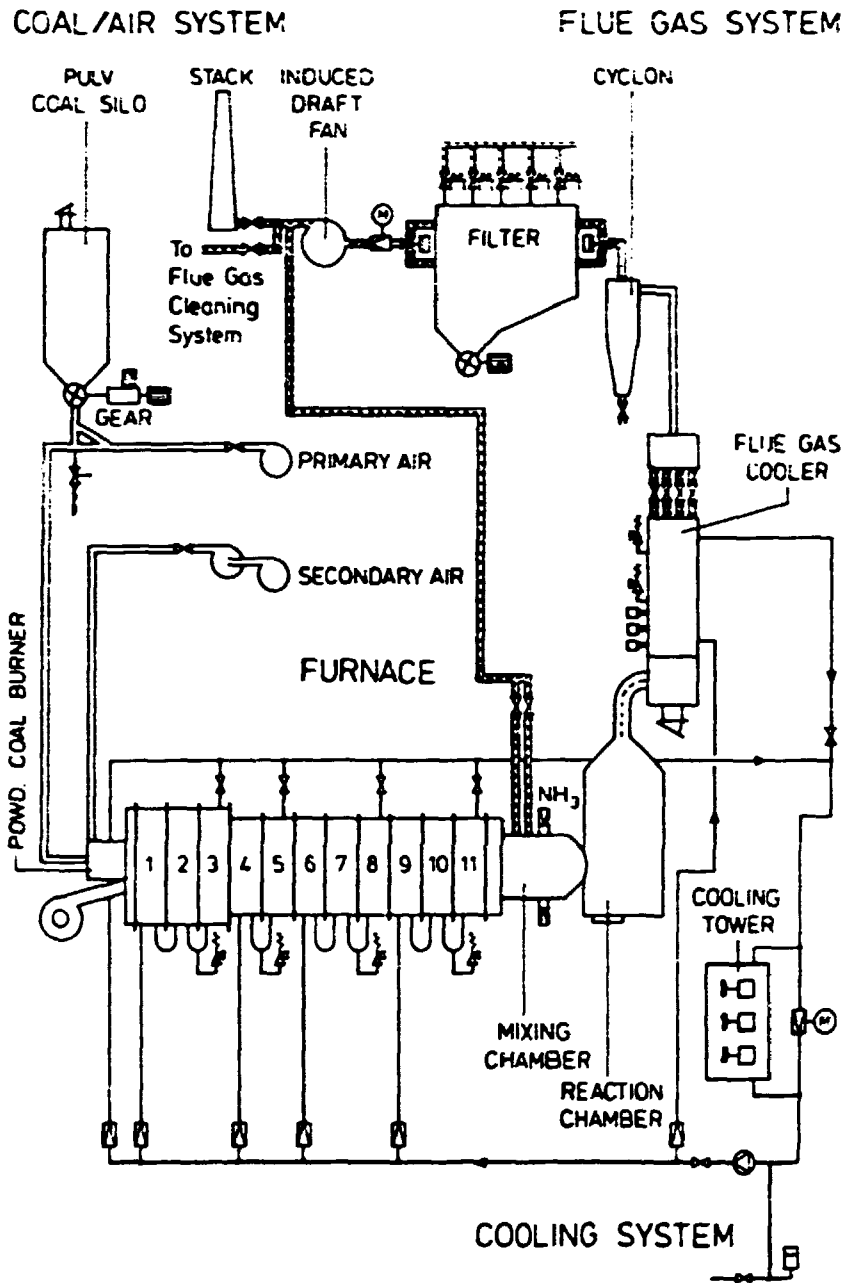 COAL/AIR SYSTEM
FLUE GAS SYSTEM
PULV
COAL SILO
STACK
INDUCED
DRAFT
FAN
CYCLON
M
FILTER
To
Flue Gas
Cleaning
System
GEAR
PRIMARY AIR
FLUE GAS
COOLER
SECONDARY AIR
POWD. COAL BURNER
FURNACE
NH3
1 2 3 4 5 6 7 8 9 10 11
COOLING
TOWER
M
MIXING
CHAMBER
REACTION
CHAMBER
COOLING SYSTEM